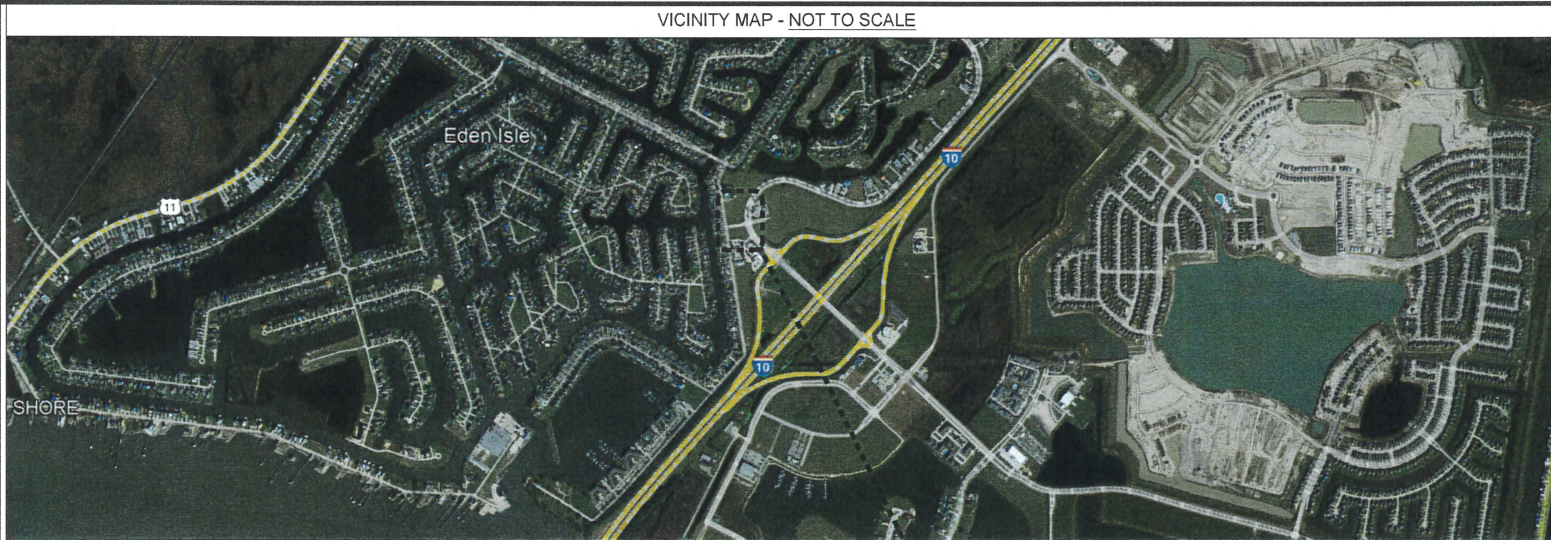 VICINITY MAP - NOT TO SCALE
Eden Isle
10
11
10
SHORE